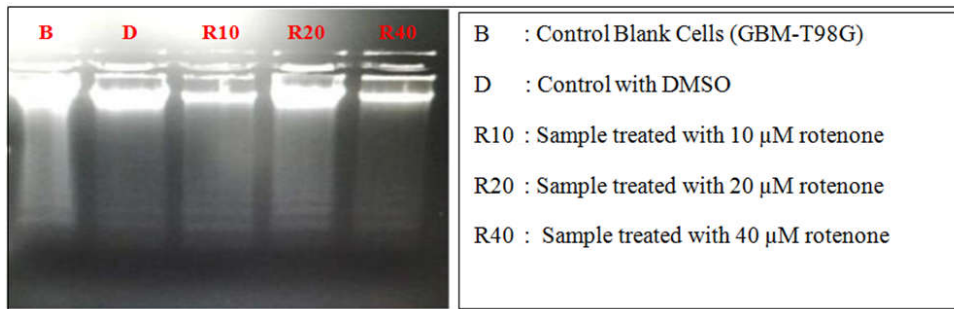 B D R10 R20 R40
B : Control Blank Cells (GBM-T98G)
D : Control with DMSO
R10 : Sample treated with 10 µM rotenone
R20 : Sample treated with 20 µM rotenone
R40 : Sample treated with 40 µM rotenone